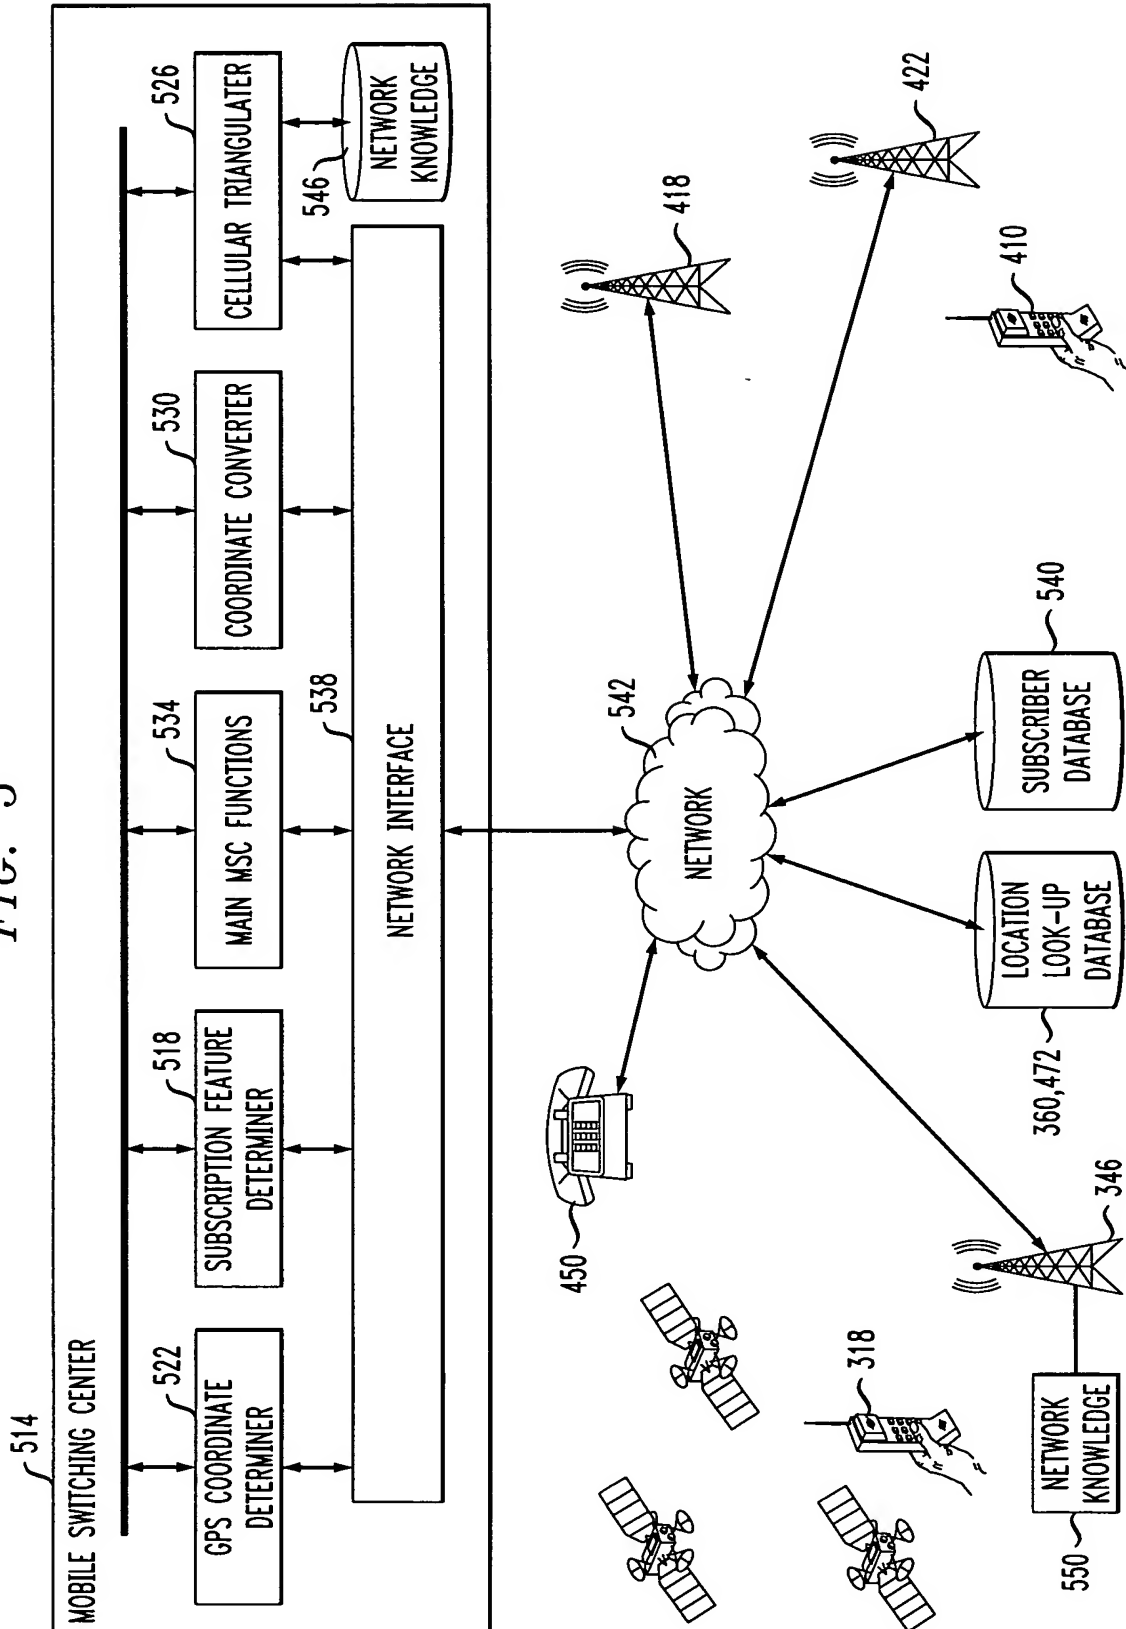 FIG. 5
514
MOBILE SWITCHING CENTER
522
GPS COORDINATE
DETERMINER
518
SUBSCRIPTION FEATURE
DETERMINER
534
MAIN MSC FUNCTIONS
530
COORDINATE CONVERTER
526
CELLULAR TRIANGULATER
538
NETWORK INTERFACE
546
NETWORK
KNOWLEDGE
450
542
NETWORK
418
422
318
410
550
NETWORK
KNOWLEDGE
346
360,472
LOCATION
LOOK-UP
DATABASE
540
SUBSCRIBER
DATABASE